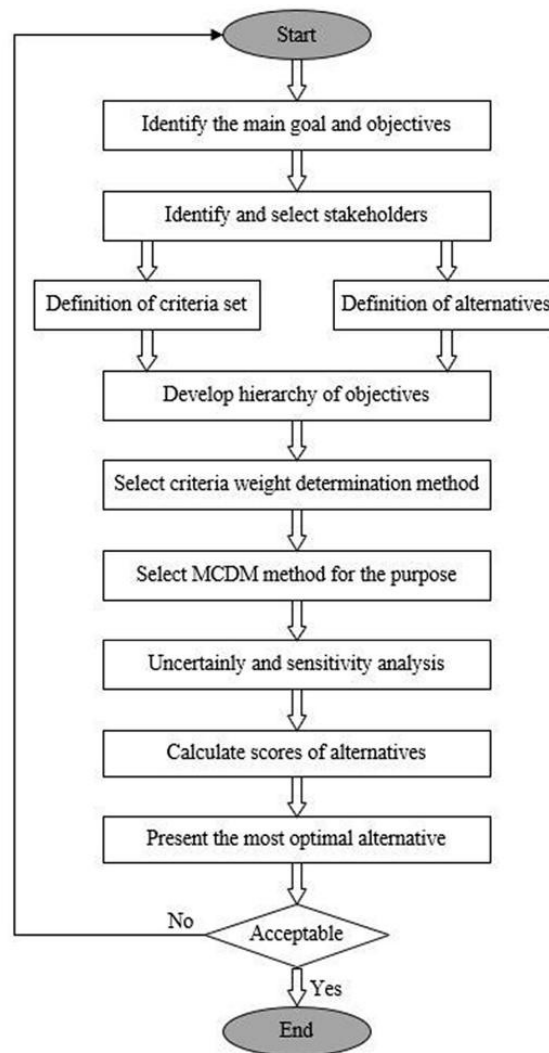 Start
Identify the main goal and objectives
Identify and select stakeholders
Definition of criteria set
Definition of alternatives
Develop hierarchy of objectives
Select criteria weight determination method
Select MCDM method for the purpose
Uncertainly and sensitivity analysis
Calculate scores of alternatives
Present the most optimal alternative
No
Acceptable
Yes
End